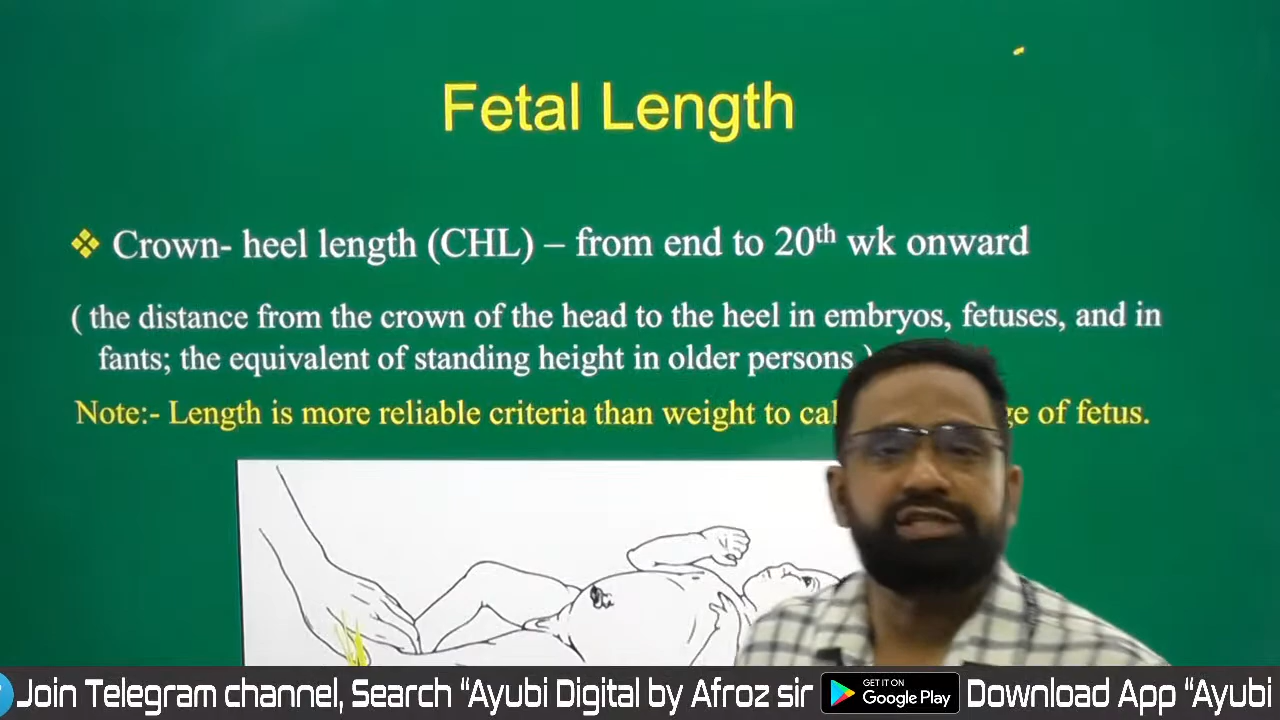 Fetal Length
Crown- heel length (CHL) – from end to 20th wk onward
( the distance from the crown of the head to the heel in embryos, fetuses, and in
fants; the equivalent of standing height in older persons )
Note:- Length is more reliable criteria than weight to cal ge of fetus.
Join Telegram channel, Search “Ayubi Digital by Afroz sir
GET IT ON
Google Play
Download App “Ayubi